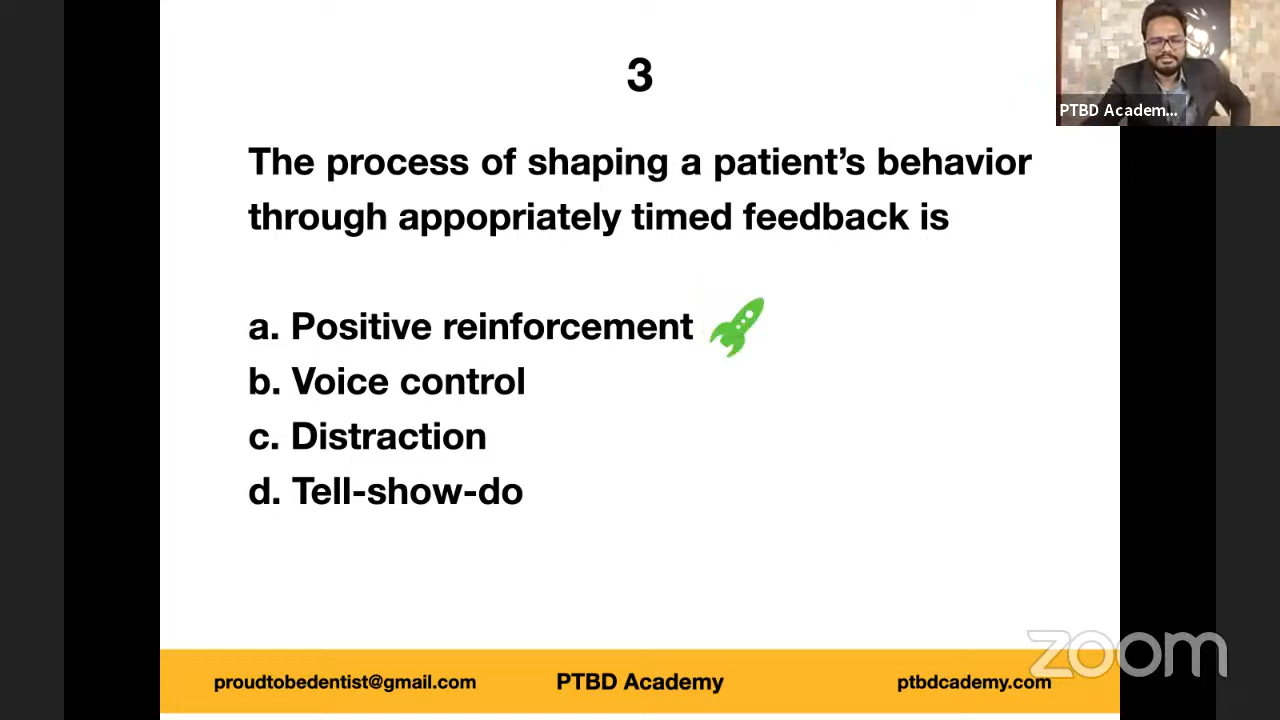 3
PTBD Academ...
The process of shaping a patient’s behavior
through appopriately timed feedback is
a. Positive reinforcement
b. Voice control
c. Distraction
d. Tell-show-do
zoom
proudtobedentist@gmail.com
PTBD Academy
ptbdcademy.com